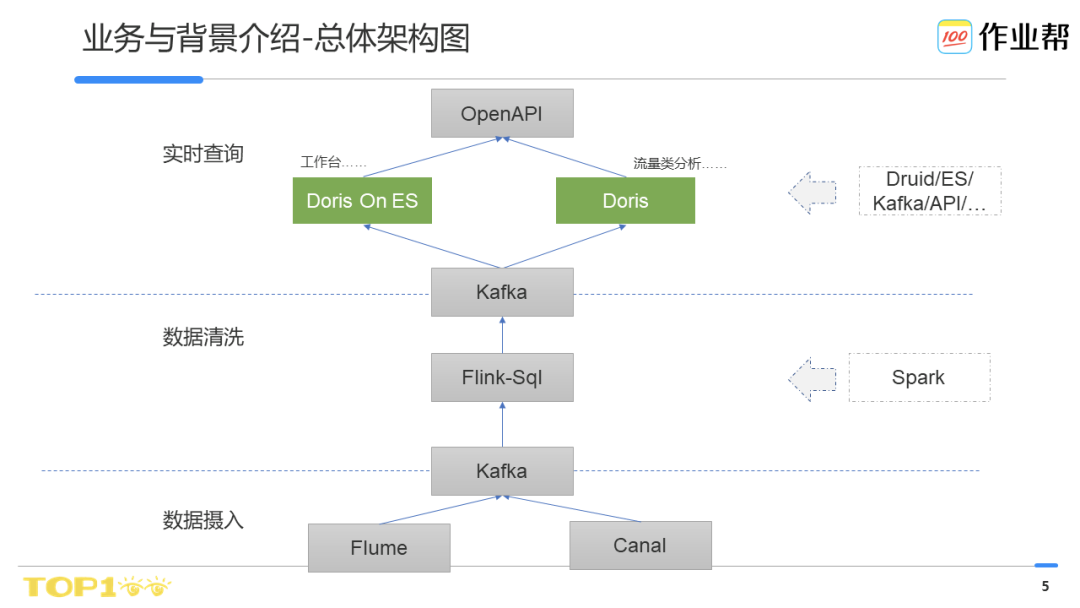 业务与背景介绍-总体架构图
100 作业帮
OpenAPI
实时查询
工作台……
流量类分析……
Doris On ES
Doris
Druid/ES/
Kafka/API/…
Kafka
数据清洗
Flink-Sql
Spark
Kafka
数据摄入
Flume
Canal
TOP100
5